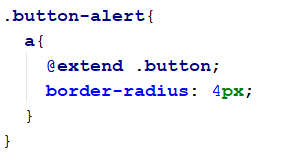 .button-alert{
a{
@extend .button;
border-radius: 4px;
}
}